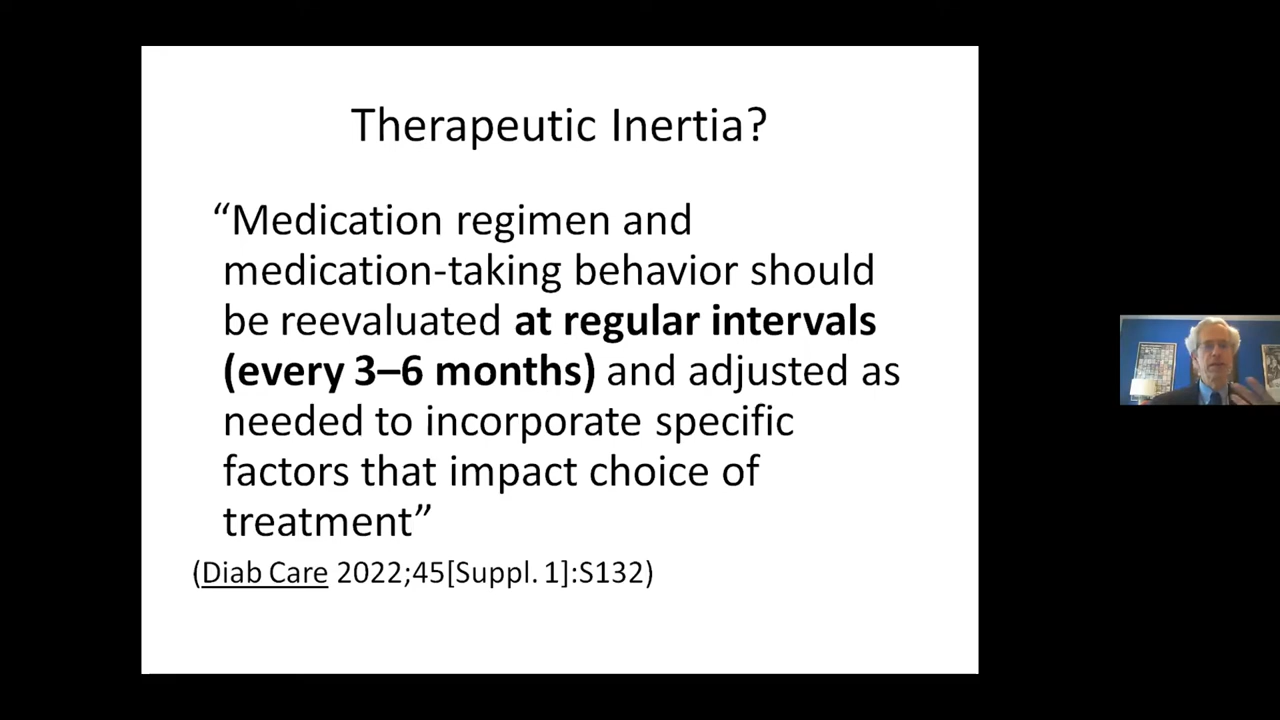 Therapeutic Inertia?
“Medication regimen and
medication-taking behavior should
be reevaluated at regular intervals
(every 3–6 months) and adjusted as
needed to incorporate specific
factors that impact choice of
treatment”
(Diab Care 2022;45[Suppl. 1]:S132)